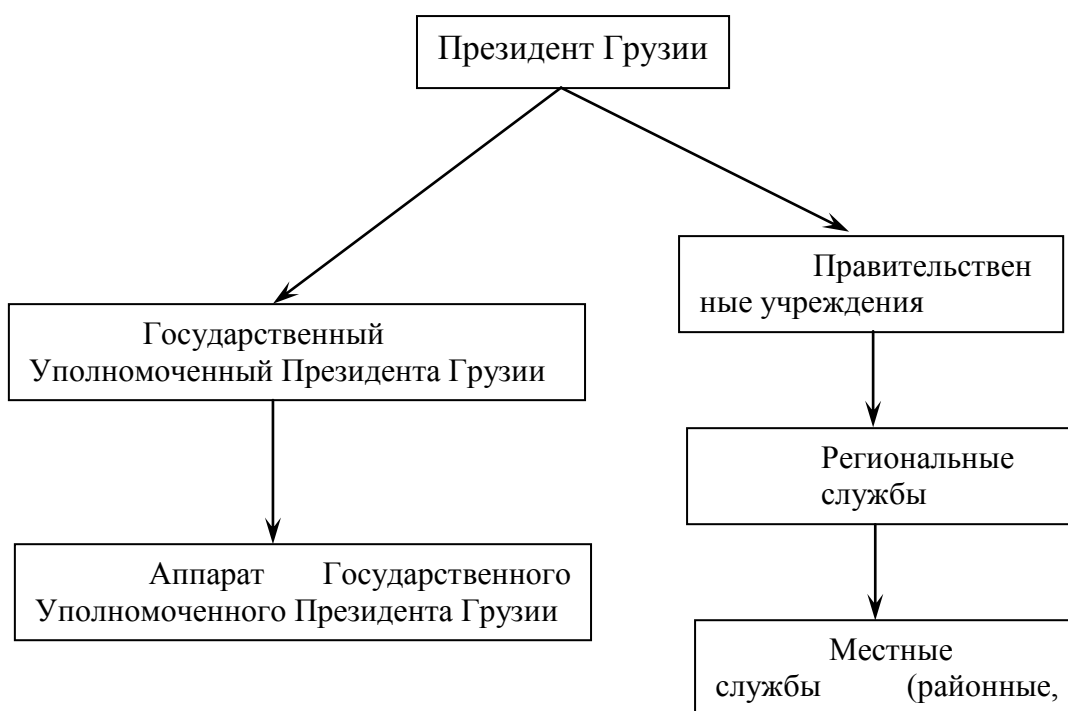 Президент Грузии
Правительствен
ные учреждения
Государственный
Уполномоченный Президента Грузии
Региональные
службы
Аппарат Государственного
Уполномоченного Президента Грузии
Местные
службы (районные,